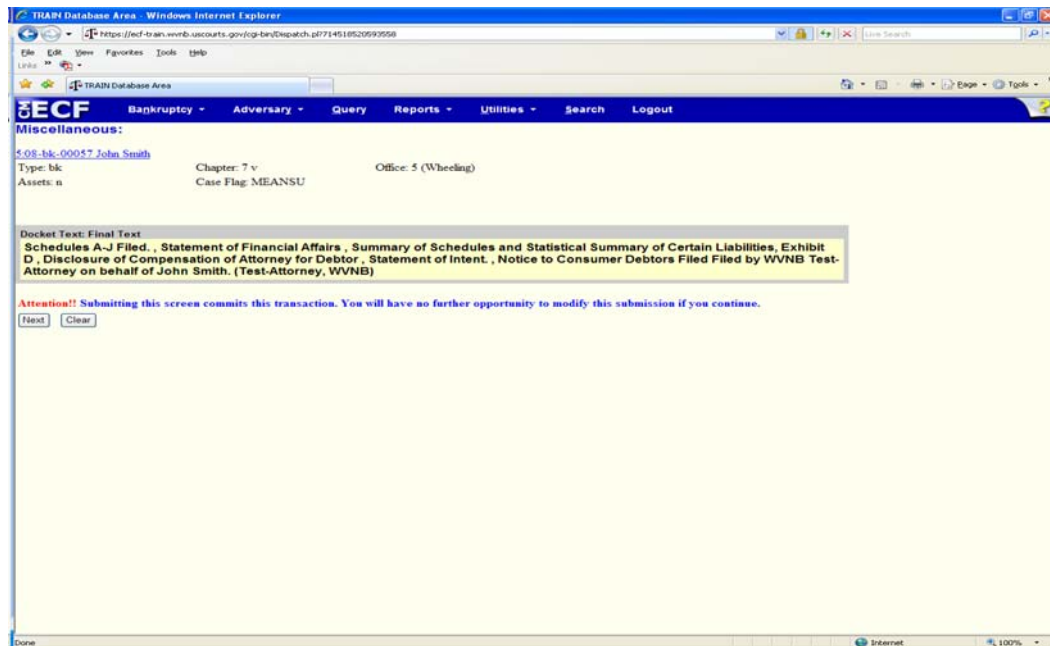 TRAIN Database Area - Windows Internet Explorer
https://ecf-train.wvnb.uscourts.gov/cgi-bin/Dispatch.pl?714518520593558
Live Search
File Edit View Favorites Tools Help
Links »
TRAIN Database Area
Page Tools
ECF Bankruptcy Adversary Query Reports Utilities Search Logout
?
Miscellaneous:
5:08-bk-00057 John Smith
Type: bk Chapter: 7 v Office: 5 (Wheeling)
Assets: n Case Flag: MEANSU
Docket Text: Final Text
Schedules A-J Filed. , Statement of Financial Affairs , Summary of Schedules and Statistical Summary of Certain Liabilities, Exhibit
D , Disclosure of Compensation of Attorney for Debtor , Statement of Intent. , Notice to Consumer Debtors Filed Filed by WVNB Test-
Attorney on behalf of John Smith. (Test-Attorney, WVNB)
Attention!! Submitting this screen commits this transaction. You will have no further opportunity to modify this submission if you continue.
Next Clear
Done Internet 100%